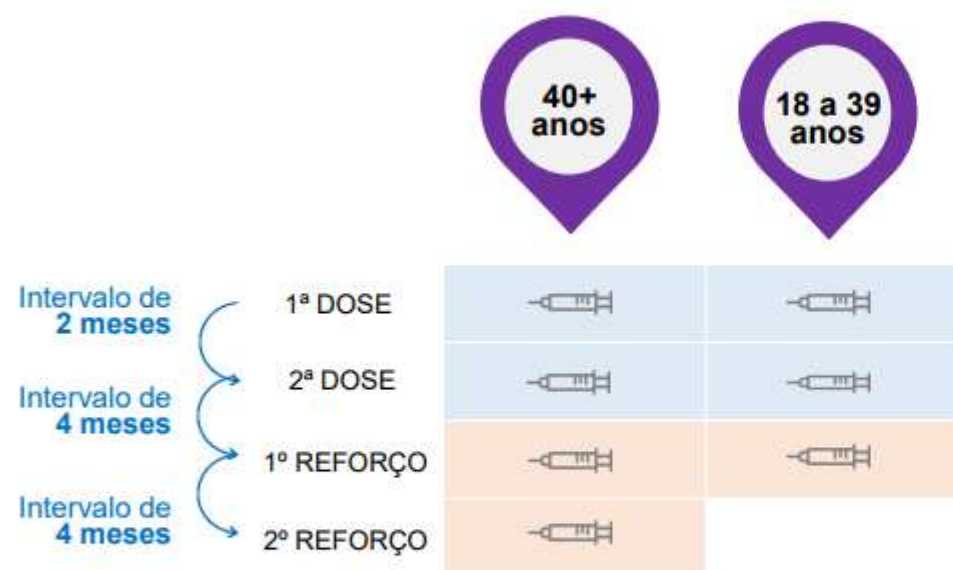 40+
anos
18 a 39
anos
Intervalo de
2 meses
1ª DOSE
2ª DOSE
Intervalo de
4 meses
1º REFORÇO
Intervalo de
4 meses
2º REFORÇO